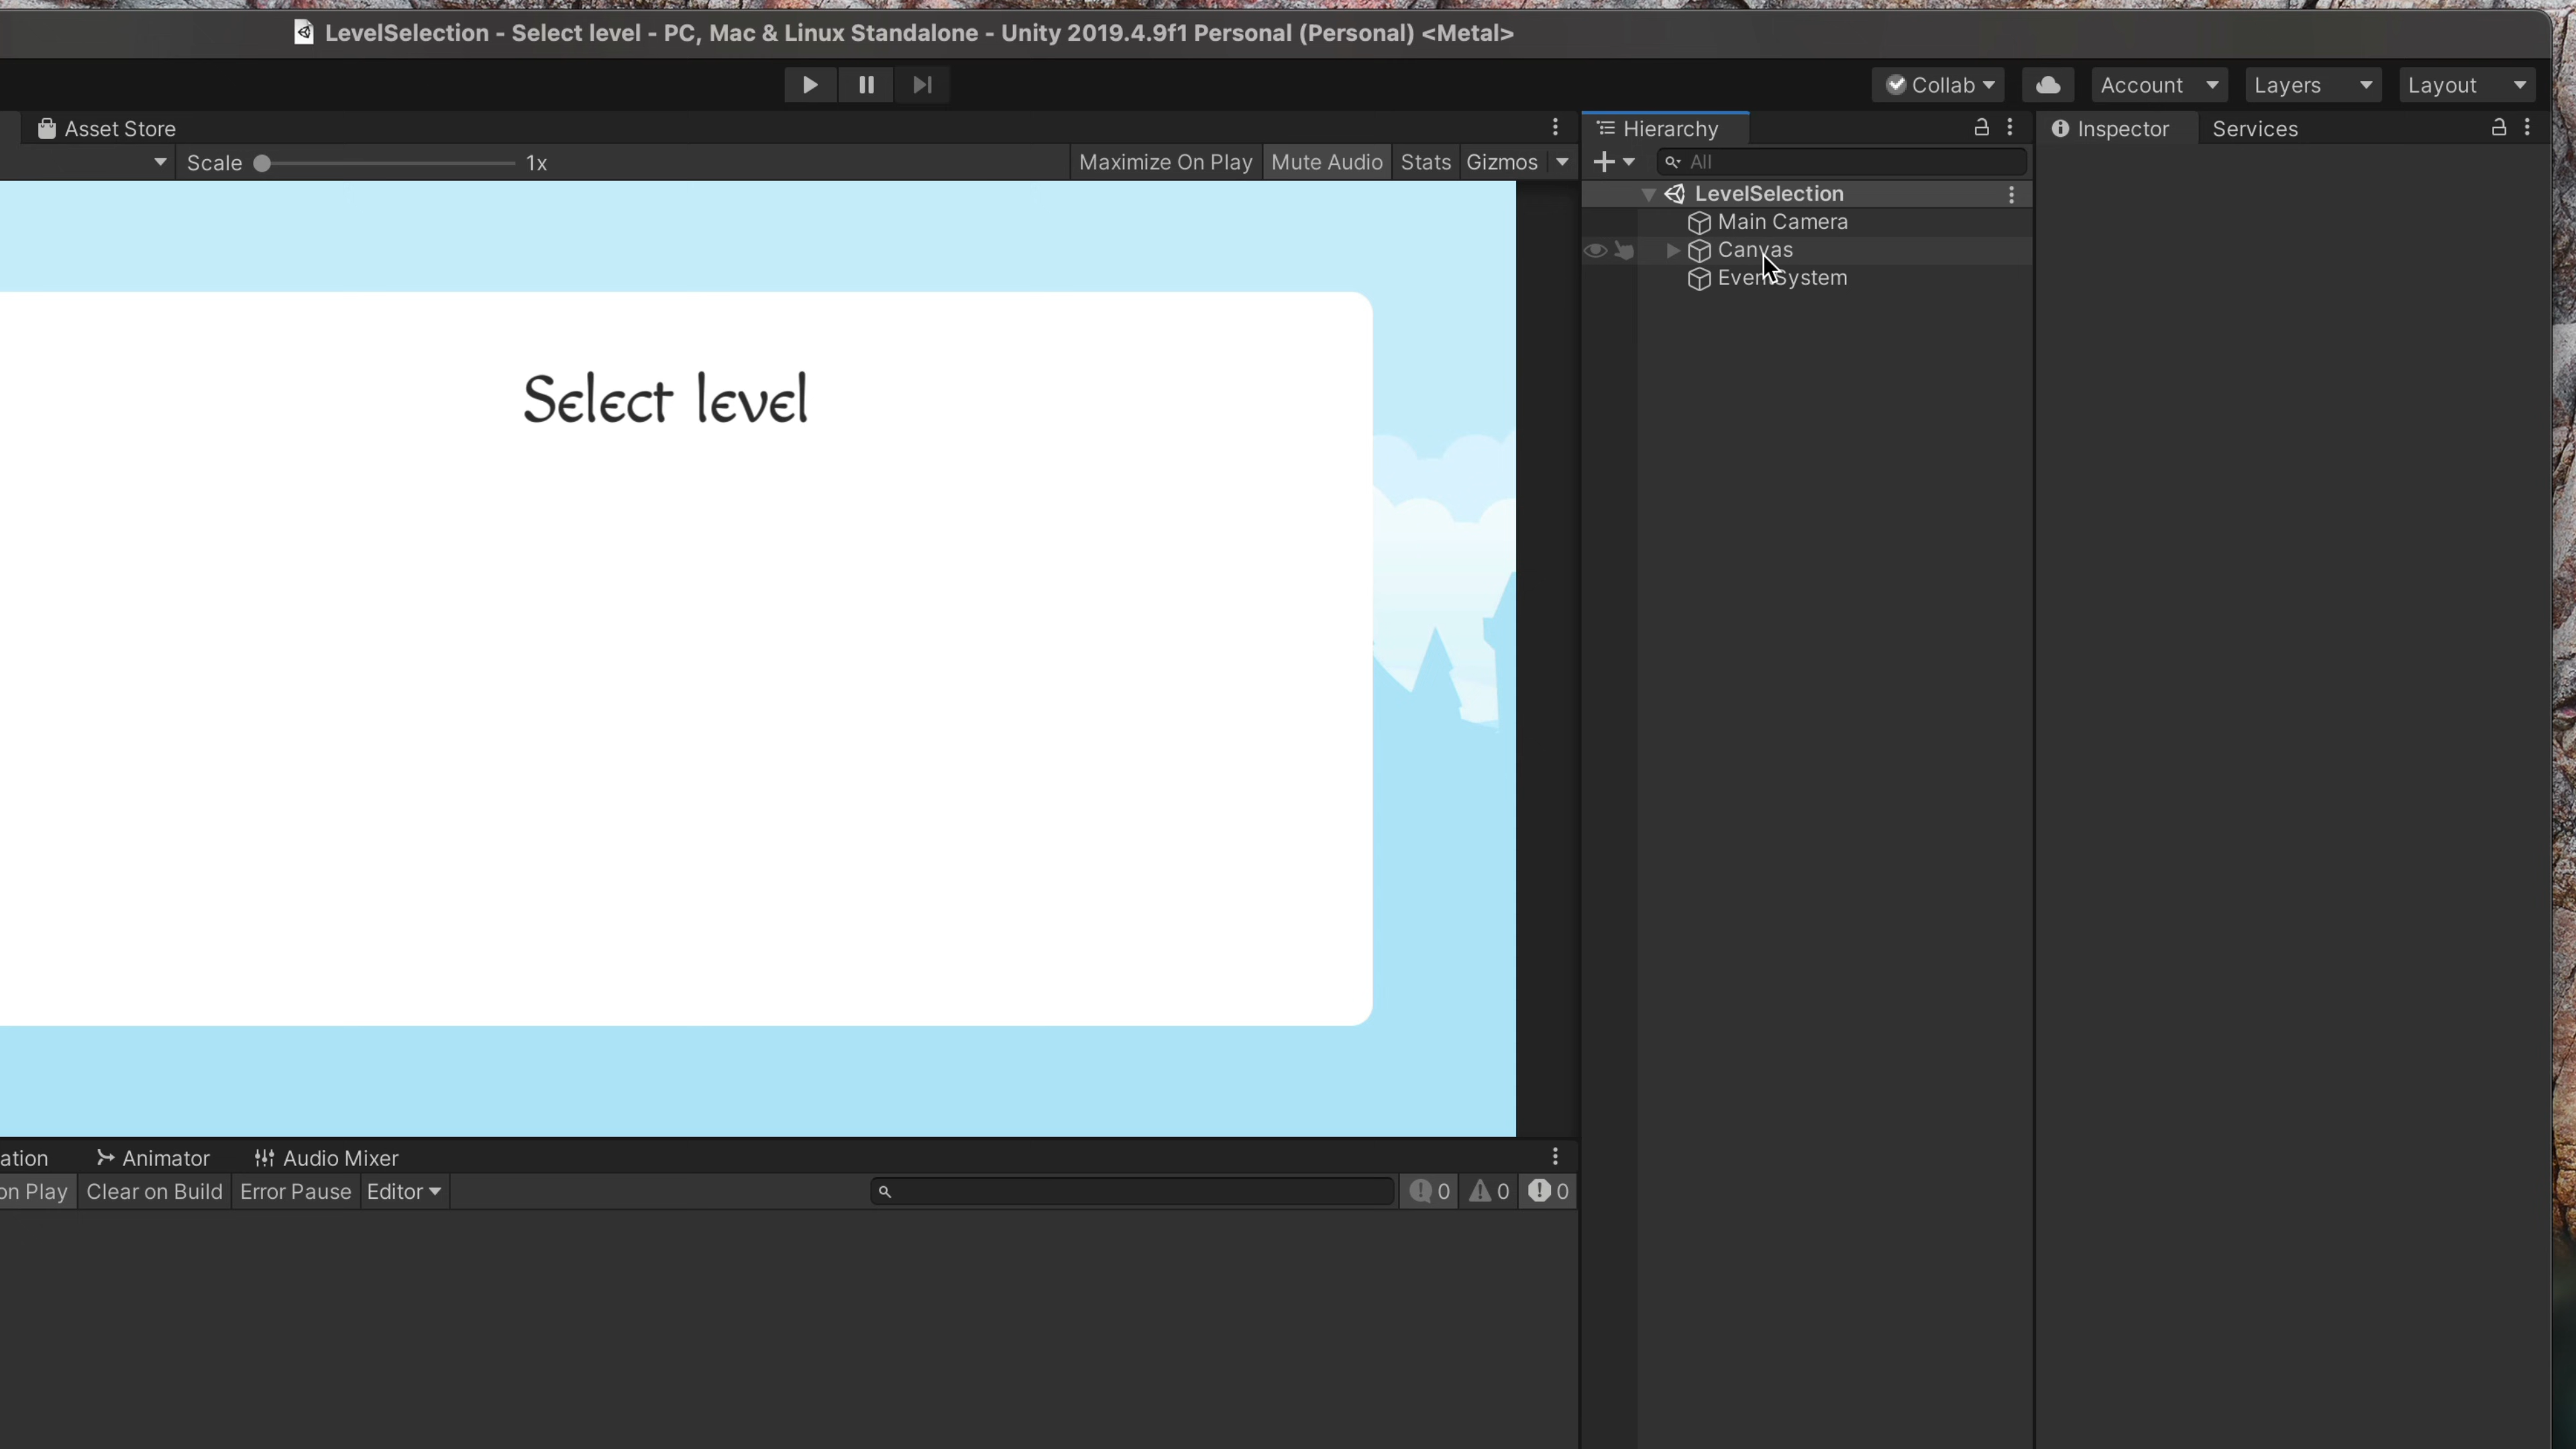 LevelSelection - Select level - PC, Mac & Linux Standalone - Unity 2019.4.9f1 Personal (Personal) <Metal>
Collab Account Layers Layout
Asset Store
Hierarchy
Inspector Services
Scale 1x Maximize On Play Mute Audio Stats Gizmos
All
LevelSelection
Main Camera
Canvas
EventSystem
Select level
ation Animator Audio Mixer
on Play Clear on Build Error Pause Editor 0 0 0